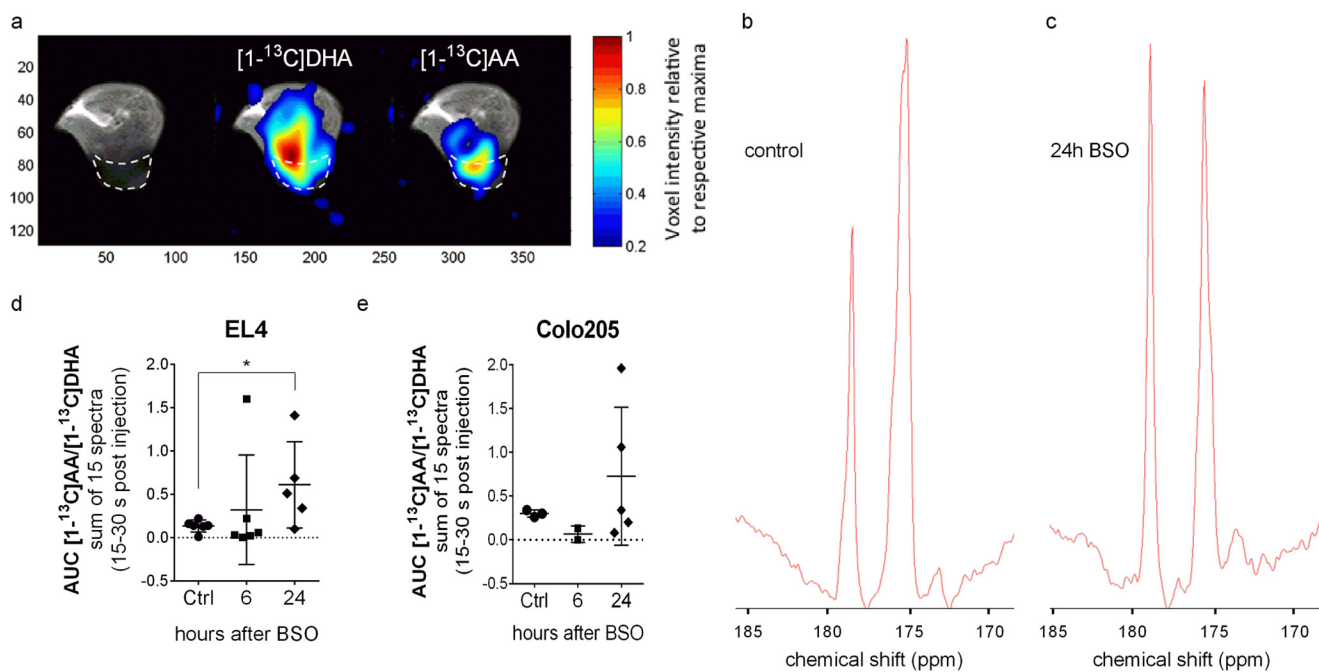 a
[1-¹³C]DHA
[1-¹³C]AA
20
40
60
80
100
120
50
100
150
200
250
300
350
1
0.8
0.6
0.4
0.2
Voxel intensity relative
to respective maxima
b
control
185
180
175
170
chemical shift (ppm)
c
24h BSO
185
180
175
170
chemical shift (ppm)
d
EL4
AUC [1-¹³C]AA/[1-¹³C]DHA
sum of 15 spectra
(15-30 s post injection)
2.0
1.5
1.0
0.5
0.0
-0.5
*
Ctrl
6
24
hours after BSO
e
Colo205
AUC [1-¹³C]AA/[1-¹³C]DHA
sum of 15 spectra
(15-30 s post injection)
2.0
1.5
1.0
0.5
0.0
-0.5
Ctrl
6
24
hours after BSO